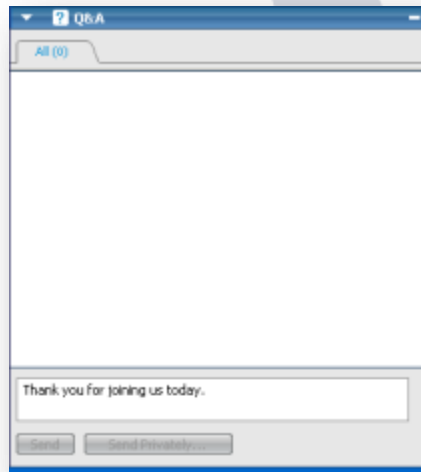 Q&A
All (0)
Thank you for joining us today.
Send
Send Privately...